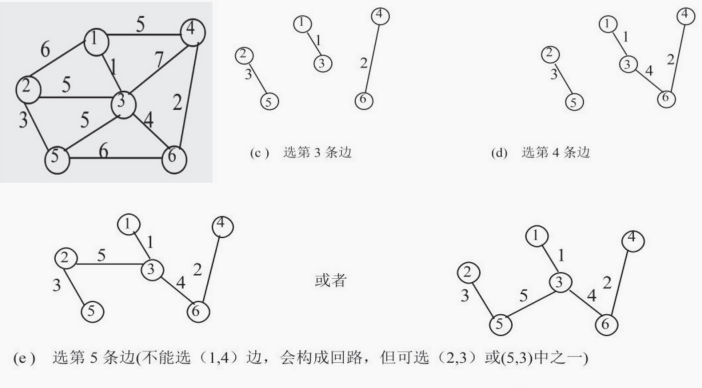 1 5 4
6 1 7
2 5 3 2
3 5 4
5 6 6
1 1 3 2 3 5 4 2 6
(c) 选第 3 条边
1 1 3 4 2 3 5 4 2 6
(d) 选第 4 条边
1 1 4
2 5 3 2
3 4
5 6
或者
1 4
2 1 3 2
3 5 4
5 6
(e) 选第 5 条边(不能选（1,4）边，会构成回路，但可选（2,3）或(5,3)中之一)